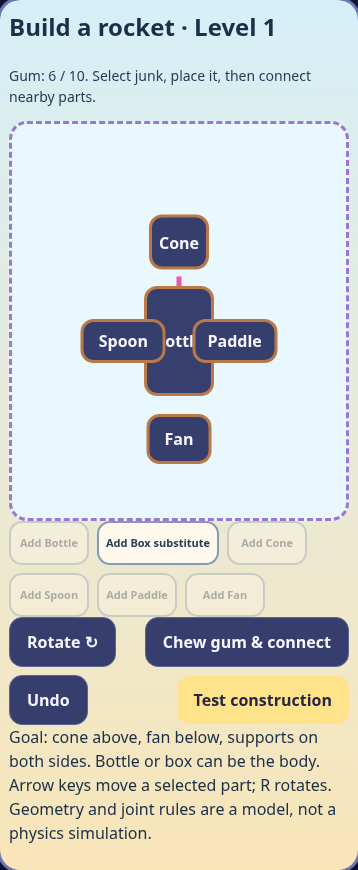 Build a rocket · Level 1
Gum: 6 / 10. Select junk, place it, then connect
nearby parts.
Cone
Spoon
Paddle
Fan
Add Bottle
Add Box substitute
Add Cone
Add Spoon
Add Paddle
Add Fan
Rotate ↻
Chew gum & connect
Undo
Test construction
Goal: cone above, fan below, supports on
both sides. Bottle or box can be the body.
Arrow keys move a selected part; R rotates.
Geometry and joint rules are a model, not a
physics simulation.